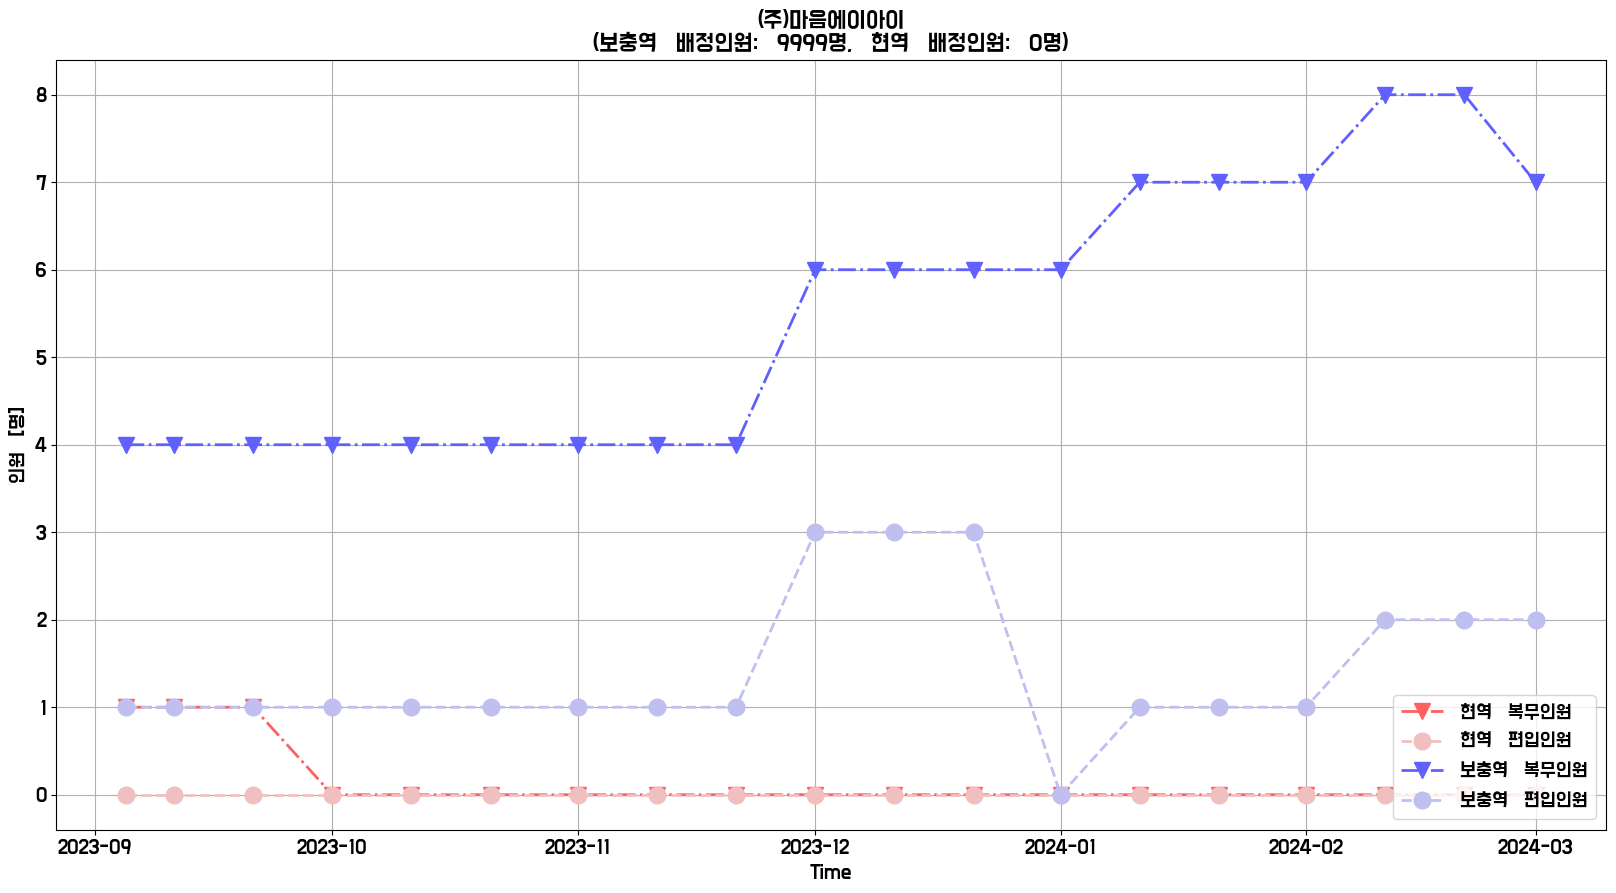 (주)마음에이아이
(보충역 배정인원: 9999명, 현역 배정인원: 0명)
8
7
6
5
4
3
2
1
0
인원 [명]
현역 복무인원
현역 편입인원
보충역 복무인원
보충역 편입인원
2023-09 2023-10 2023-11 2023-12 2024-01 2024-02 2024-03
Time